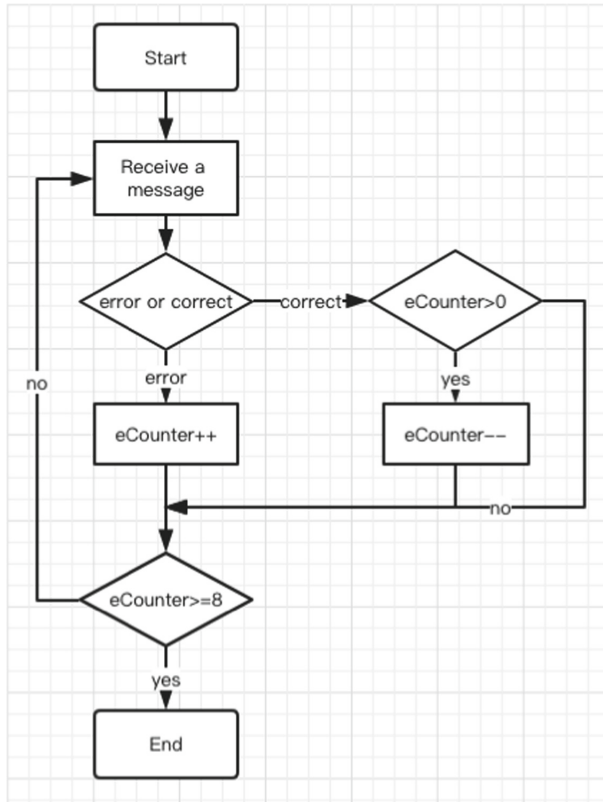 Start
Receive a
message
error or correct
correct
eCounter>0
no
error
yes
eCounter++
eCounter--
no
eCounter>=8
yes
End